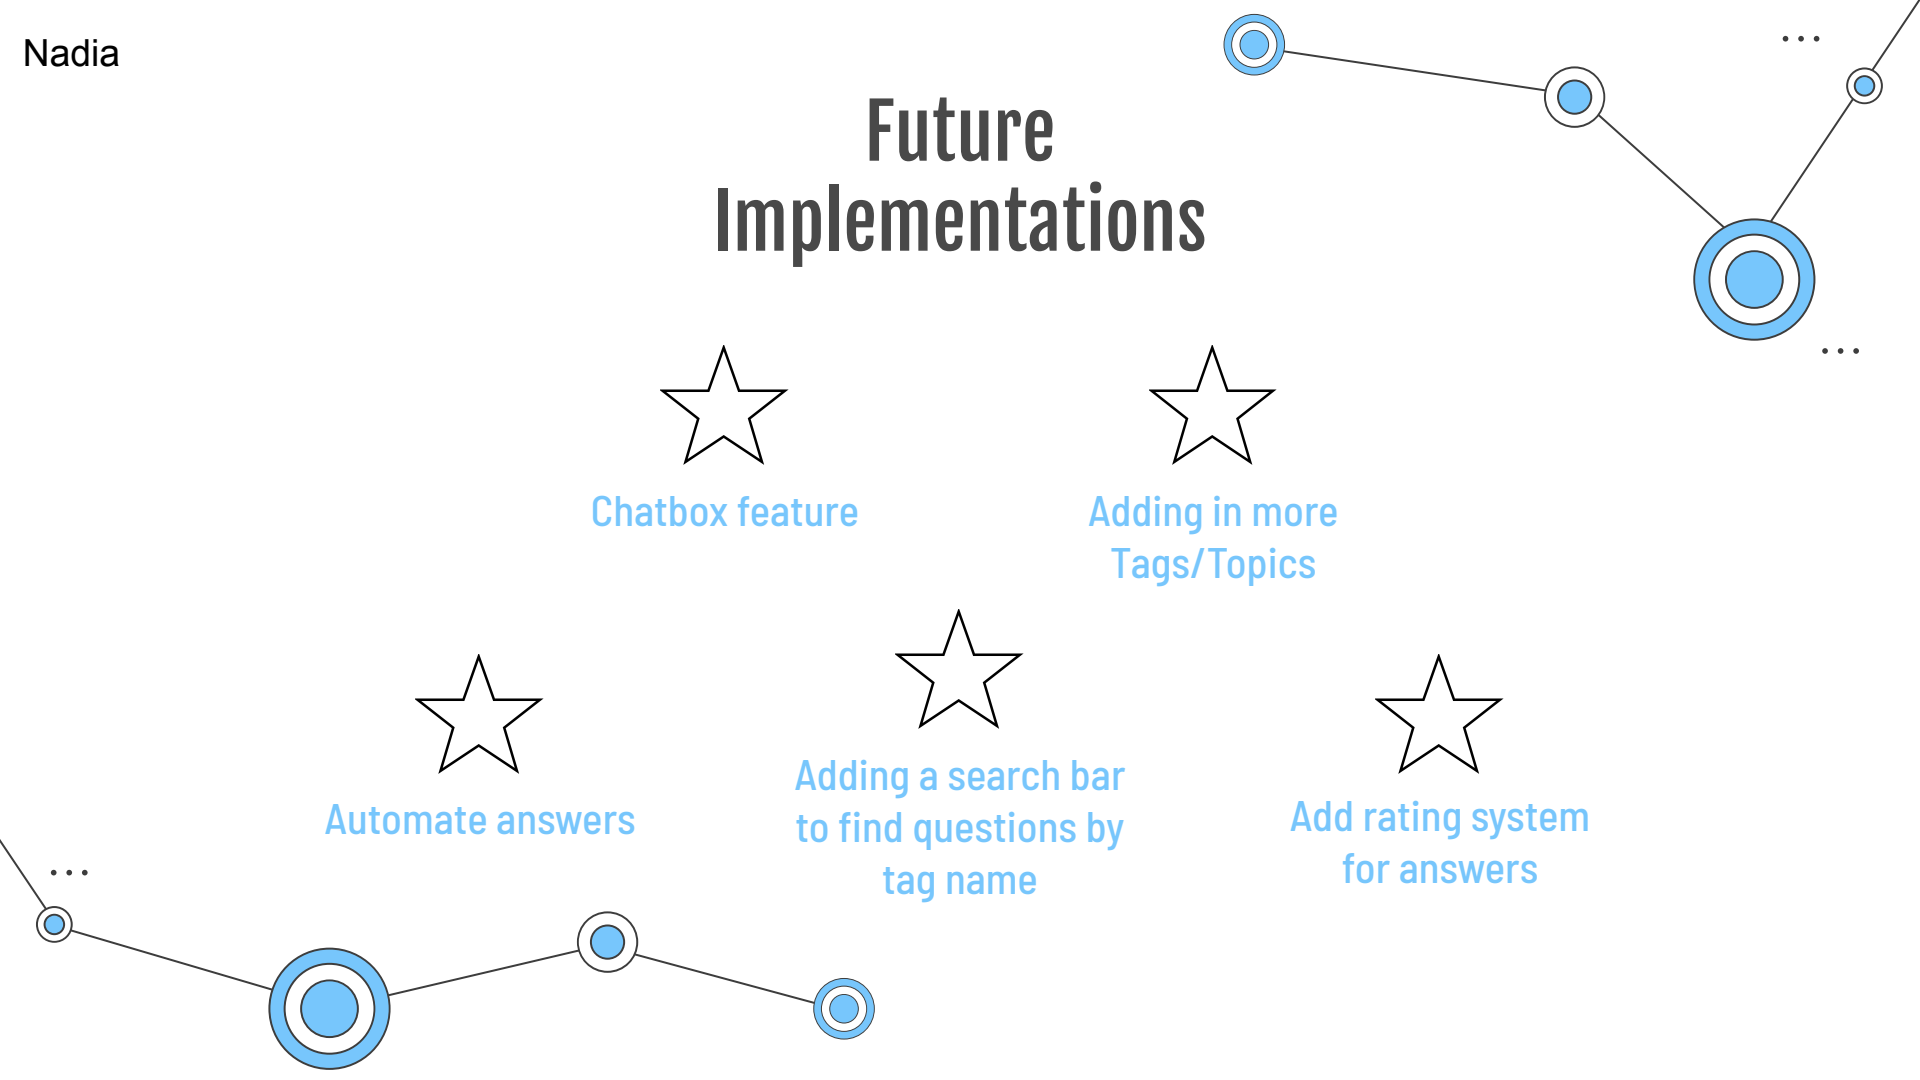 Nadia
Future
Implementations
Chatbox feature
Adding in more
Tags/Topics
Automate answers
Adding a search bar
to find questions by
tag name
Add rating system
for answers